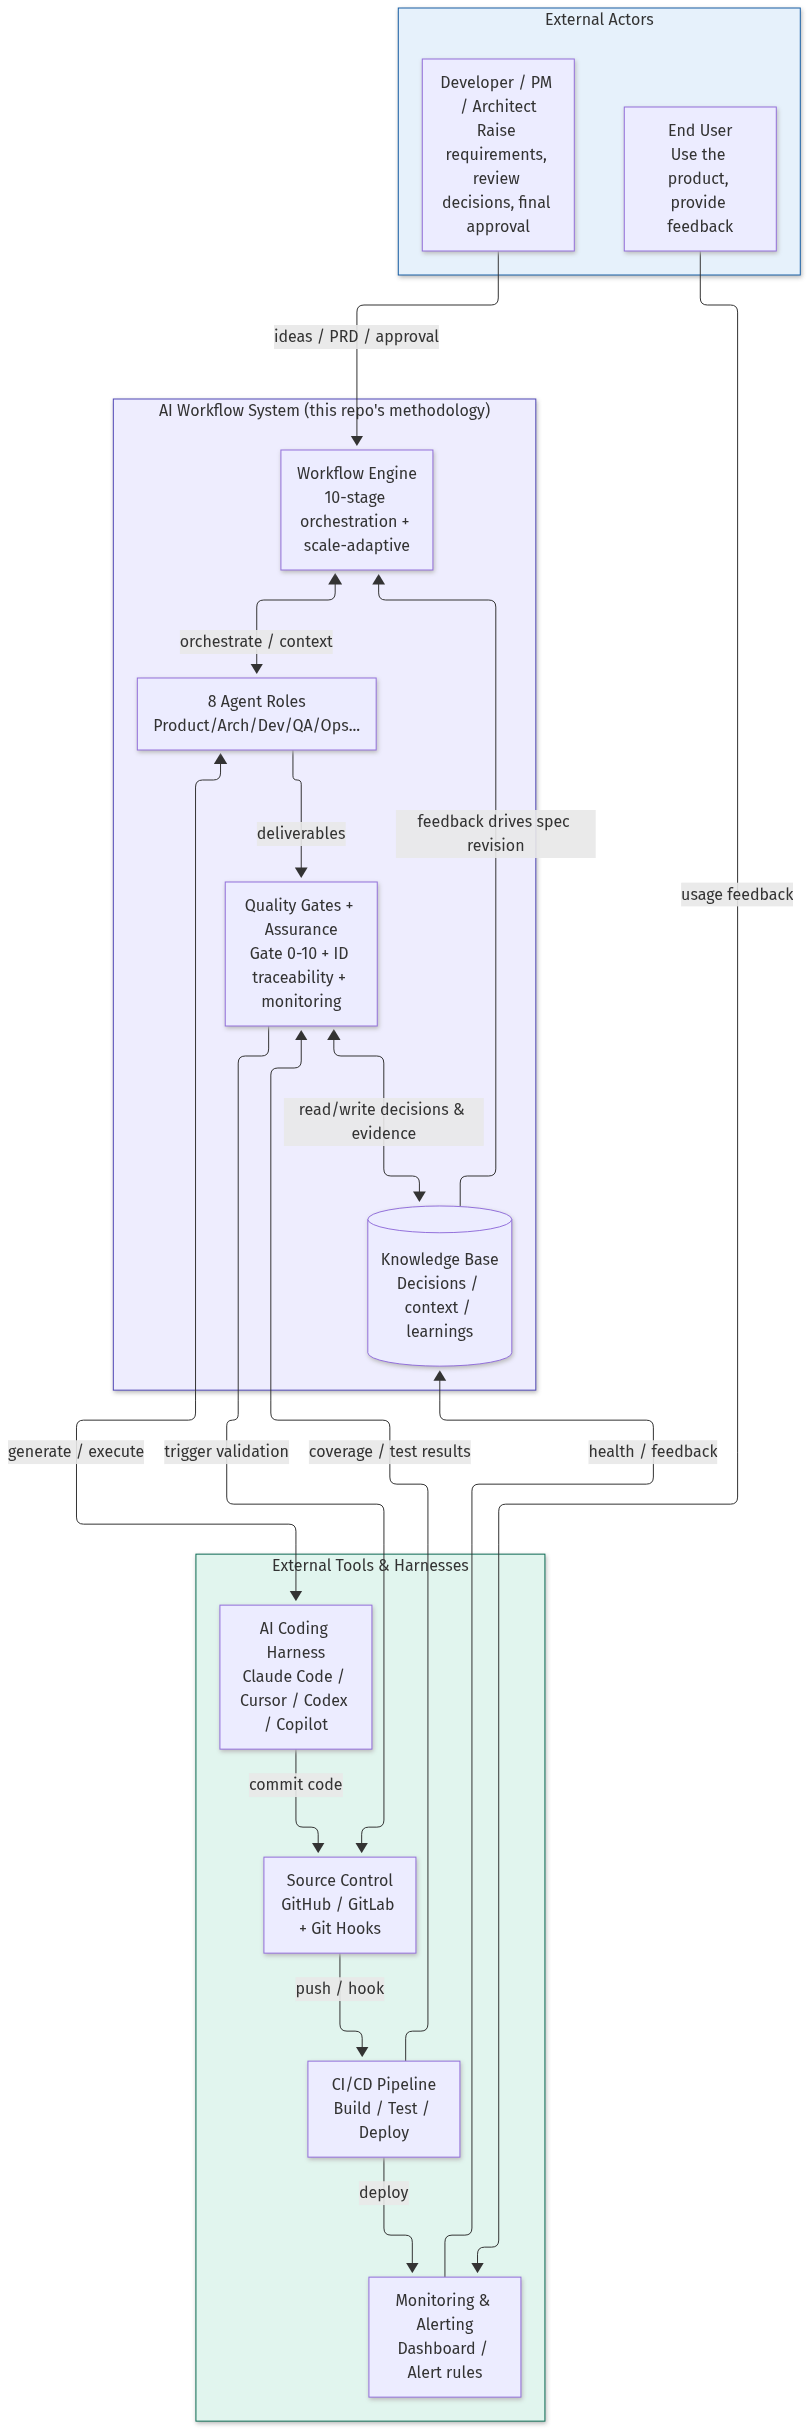 External Actors
Developer / PM
/ Architect
Raise
requirements,
review
decisions, final
approval
End User
Use the
product,
provide
feedback
ideas / PRD / approval
AI Workflow System (this repo's methodology)
Workflow Engine
10-stage
orchestration +
scale-adaptive
orchestrate / context
8 Agent Roles
Product/Arch/Dev/QA/Ops...
feedback drives spec
revision
deliverables
usage feedback
Quality Gates +
Assurance
Gate 0-10 + ID
traceability +
monitoring
read/write decisions &
evidence
Knowledge Base
Decisions /
context /
learnings
generate / execute
trigger validation
coverage / test results
health / feedback
External Tools & Harnesses
AI Coding
Harness
Claude Code /
Cursor / Codex
/ Copilot
commit code
Source Control
GitHub / GitLab
+ Git Hooks
push / hook
CI/CD Pipeline
Build / Test /
Deploy
deploy
Monitoring &
Alerting
Dashboard /
Alert rules